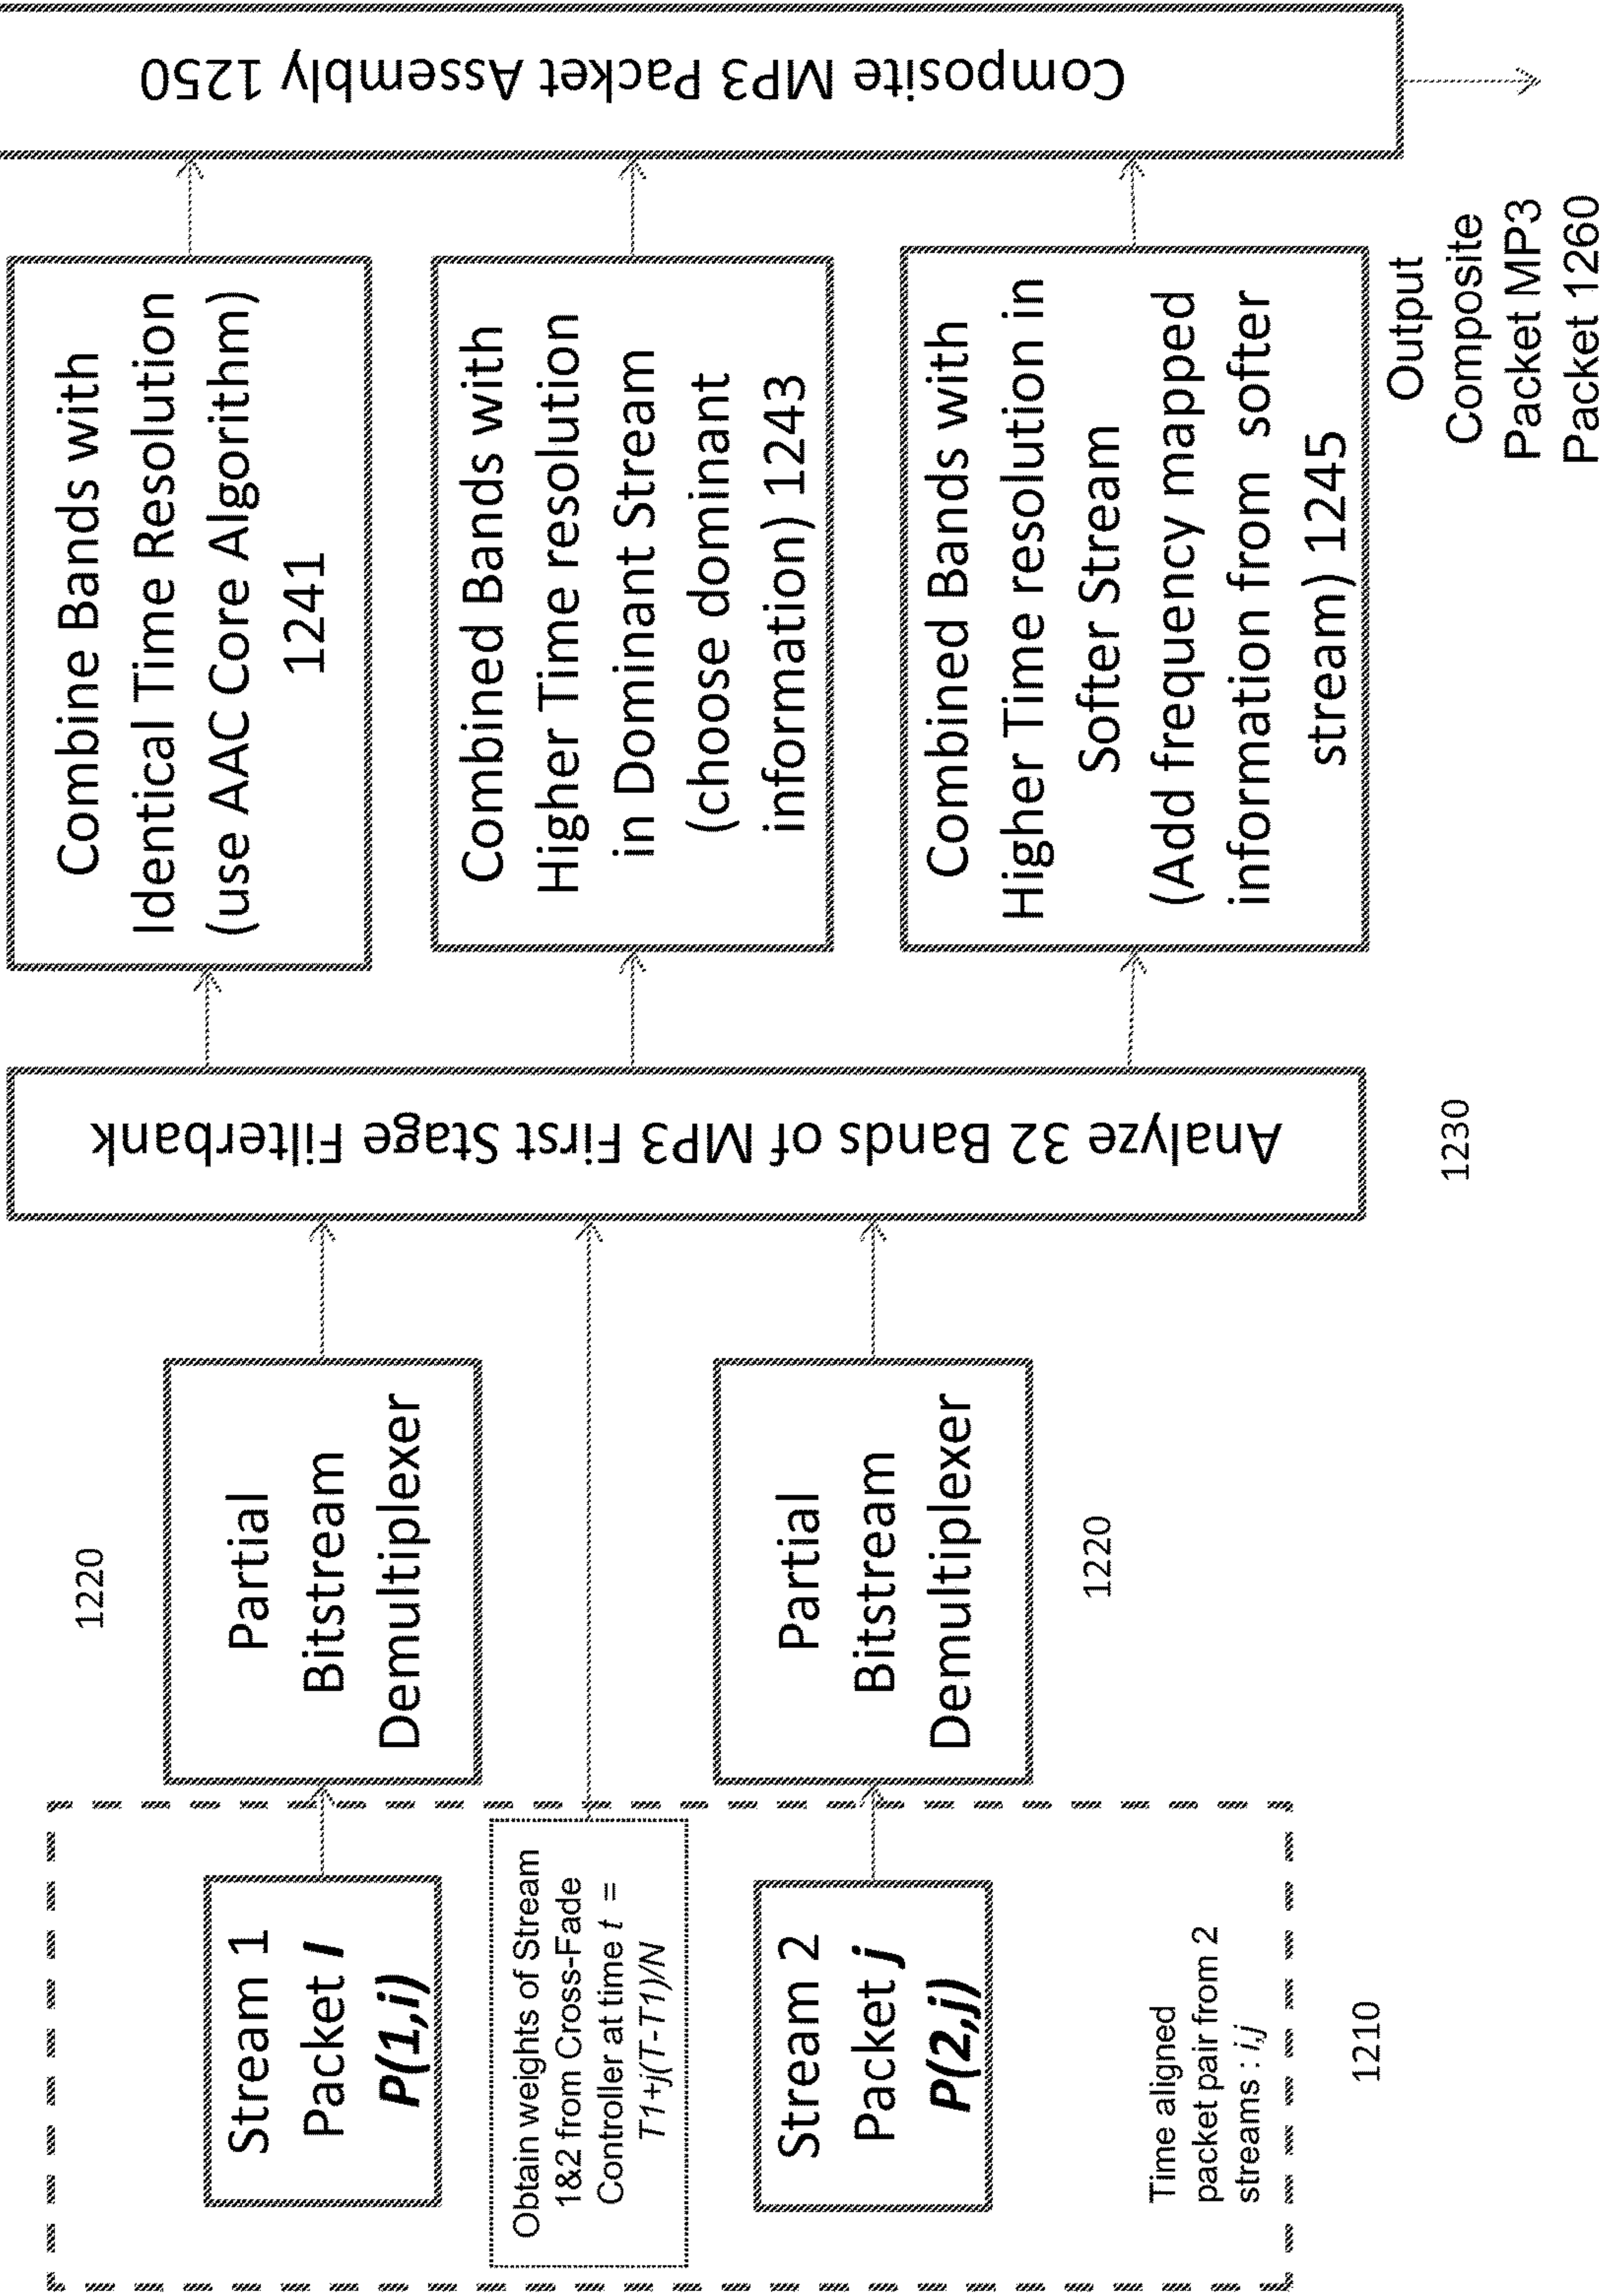 Stream 1
Packet I
P(1,i)
Obtain weights of Stream
1&2 from Cross-Fade
Controller at time t =
T1+j(T-T1)/N
Stream 2
Packet j
P(2,j)
Time aligned
packet pair from 2
streams : i,j
1210
1220
Partial
Bitstream
Demultiplexer
Partial
Bitstream
Demultiplexer
1220
Analyze 32 Bands of MP3 First Stage Filterbank
1230
Combine Bands with
Identical Time Resolution
(use AAC Core Algorithm)
1241
Combined Bands with
Higher Time resolution
in Dominant Stream
(choose dominant
information) 1243
Combined Bands with
Higher Time resolution in
Softer Stream
(Add frequency mapped
information from softer
stream) 1245
Composite MP3 Packet Assembly 1250
Output
Composite
Packet MP3
Packet 1260